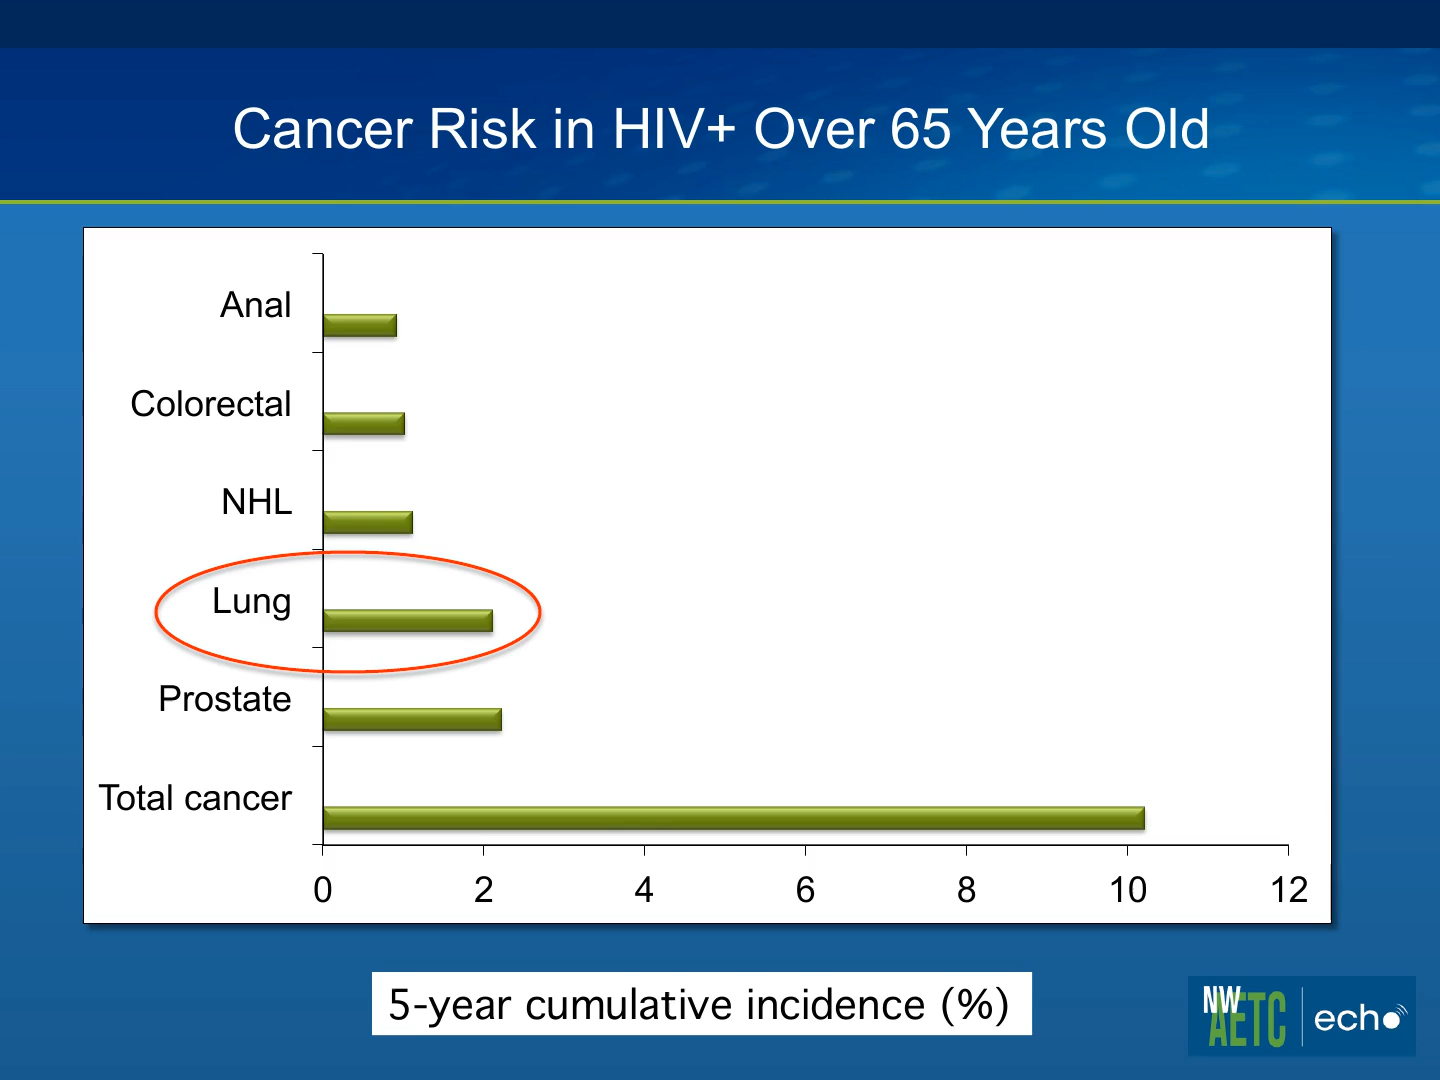 Cancer Risk in HIV+ Over 65 Years Old
Anal
Colorectal
NHL
Lung
Prostate
Total cancer
0 2 4 6 8 10 12
5-year cumulative incidence (%)
NW
AETC
echo